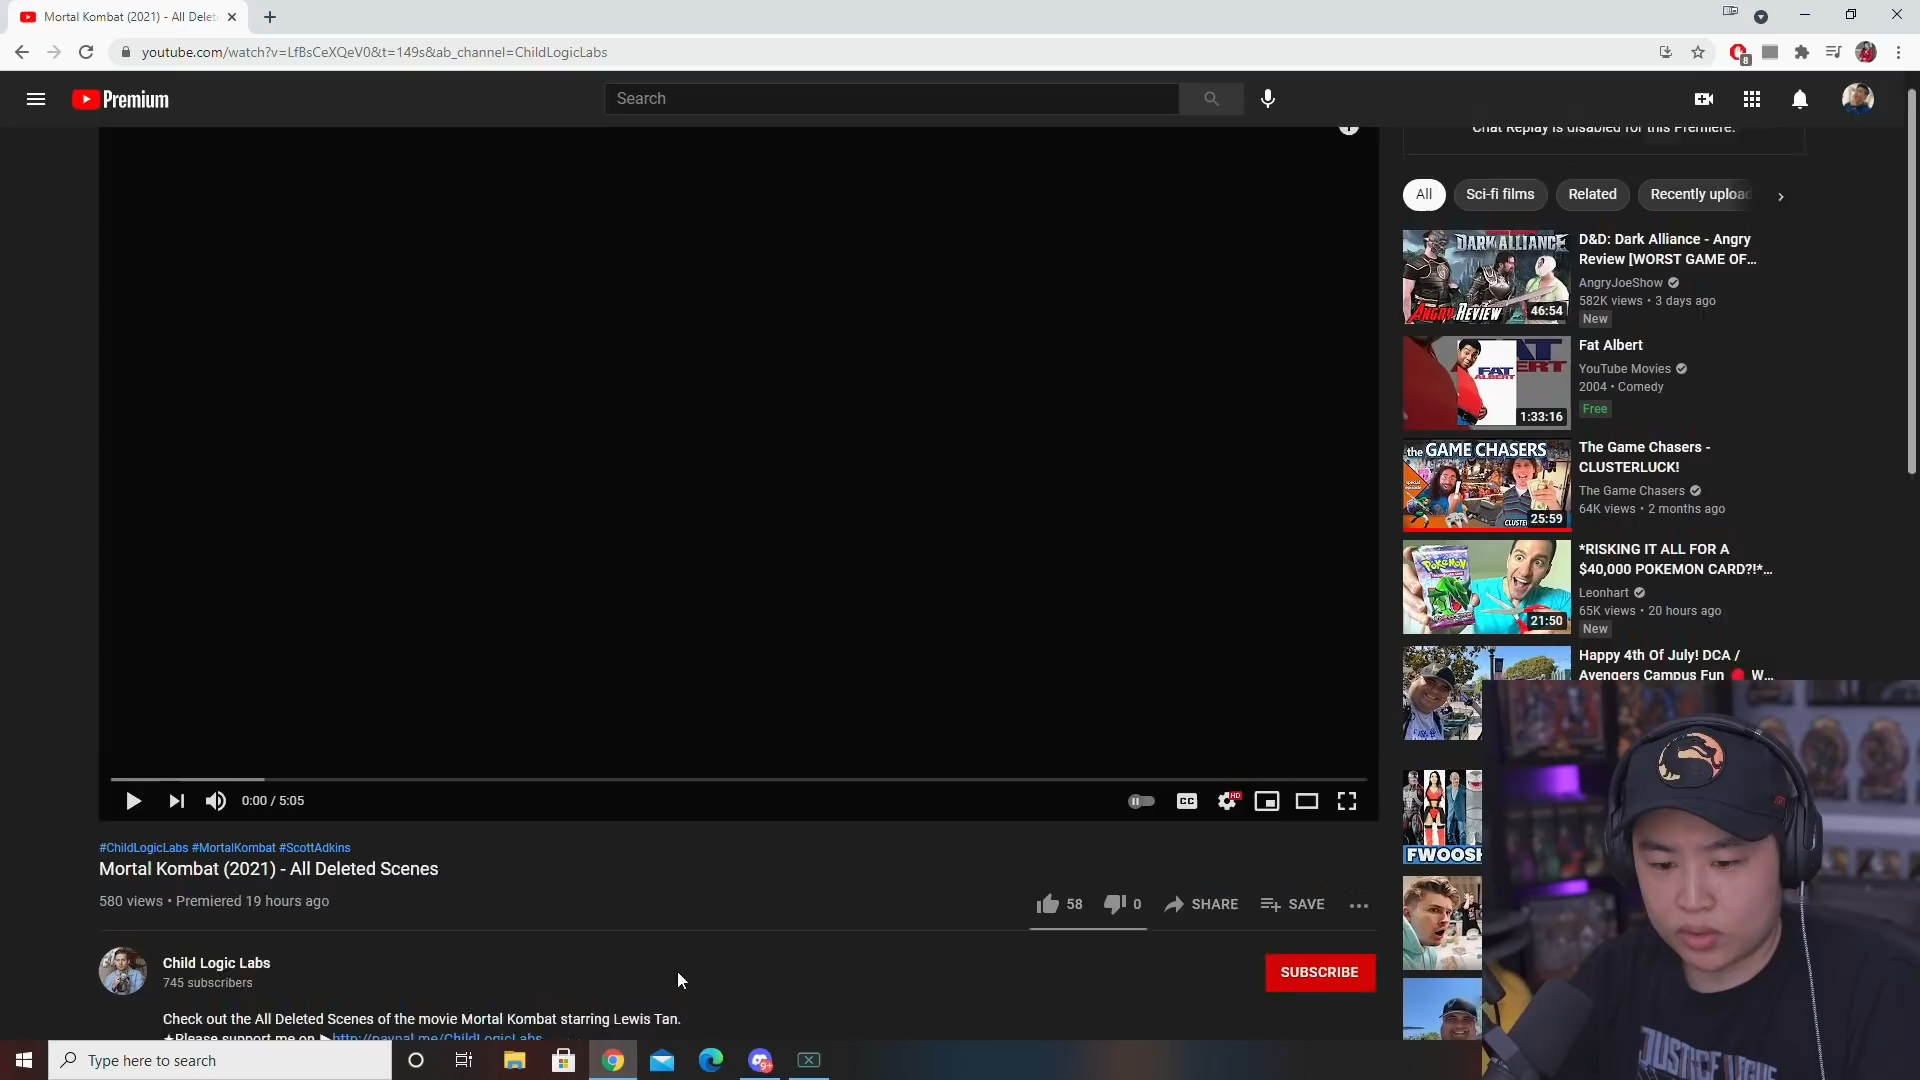 Mortal Kombat (2021) - All Delet
youtube.com/watch?v=LfBsCeXQeV0&t=149s&ab_channel=ChildLogicLabs
8
Premium
Search
Chat Replay is disabled for this Premiere.
All
Sci-fi films
Related
Recently upload
DARK ALLIANCE
ANGRY REVIEW
46:54
D&D: Dark Alliance - Angry
Review [WORST GAME OF…
AngryJoeShow
582K views • 3 days ago
New
FAT ALBERT
1:33:16
Fat Albert
YouTube Movies
2004 • Comedy
Free
the GAME CHASERS
special episode
25:59
The Game Chasers -
CLUSTERLUCK!
The Game Chasers
64K views • 2 months ago
POKéMON
21:50
*RISKING IT ALL FOR A
$40,000 POKEMON CARD?!*…
Leonhart
65K views • 20 hours ago
New
Happy 4th Of July! DCA /
Avengers Campus Fun 🔴 W…
FWOOSH
0:00 / 5:05
CC
HD
#ChildLogicLabs #MortalKombat #ScottAdkins
Mortal Kombat (2021) - All Deleted Scenes
580 views • Premiered 19 hours ago
58
0
SHARE
SAVE
Child Logic Labs
745 subscribers
SUBSCRIBE
Check out the All Deleted Scenes of the movie Mortal Kombat starring Lewis Tan.
★Please support me on ►http://paypal.me/ChildLogicLabs
Type here to search
9+
JUSTICE LEAGUE